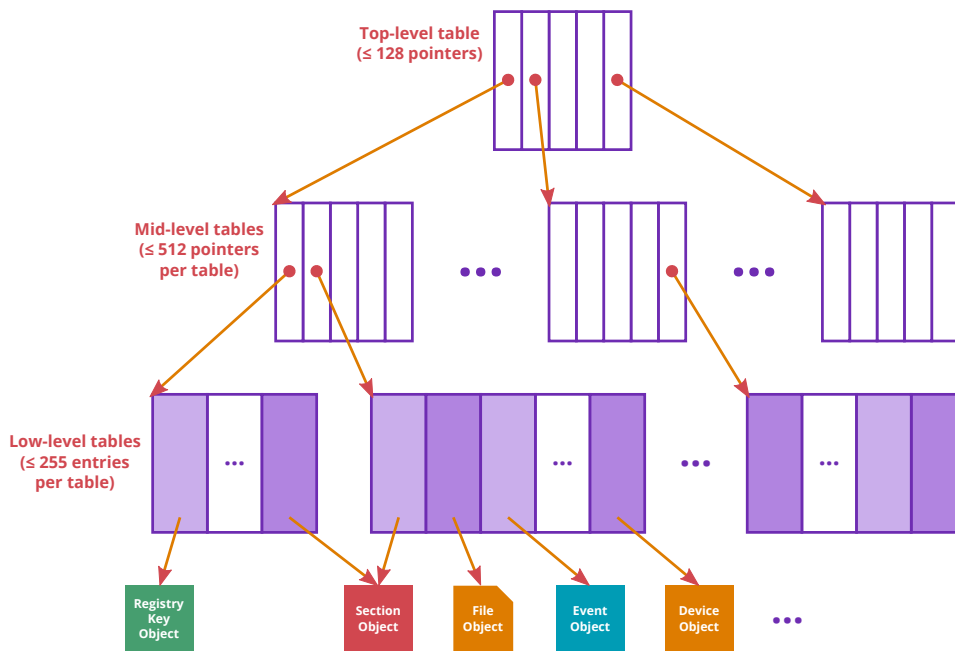 Top-level table
(≤ 128 pointers)
Mid-level tables
(≤ 512 pointers
per table)
Low-level tables
(≤ 255 entries
per table)
Registry
Key
Object
Section
Object
File
Object
Event
Object
Device
Object